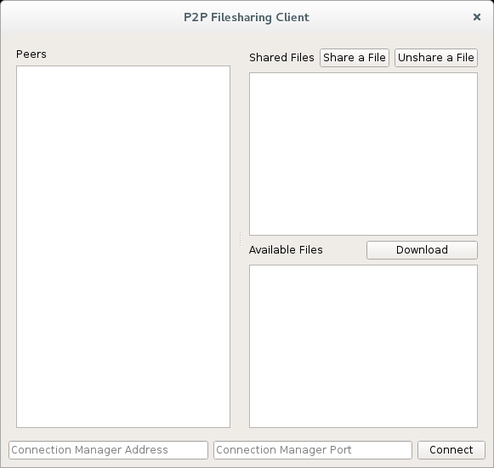 P2P Filesharing Client
Peers
Shared Files Share a File Unshare a File
Available Files Download
Connection Manager Address Connection Manager Port Connect